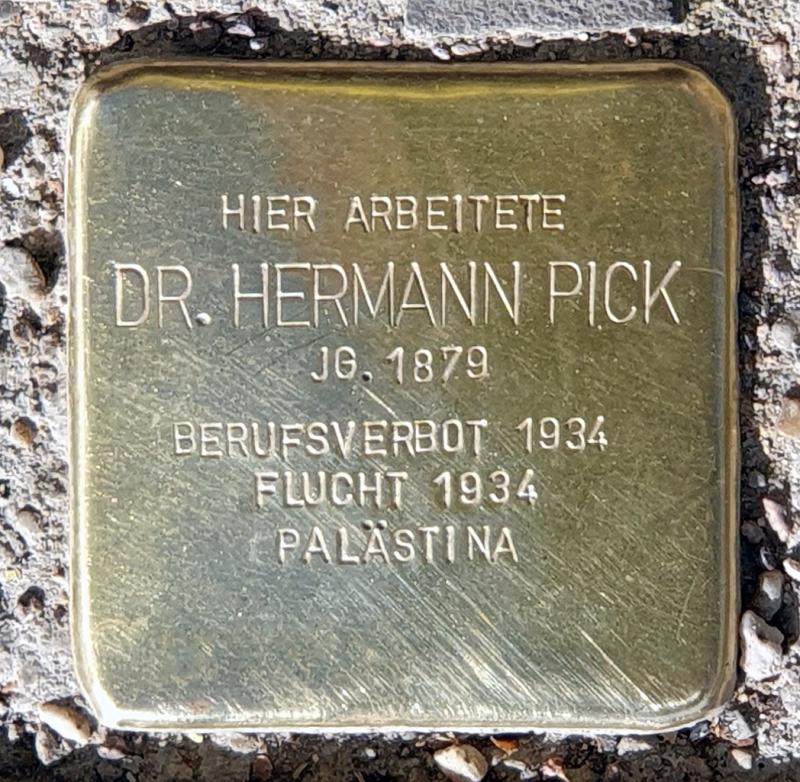 HIER ARBEITETE
DR. HERMANN PICK
JG. 1879
BERUFSVERBOT 1934
FLUCHT 1934
PALÄSTINA